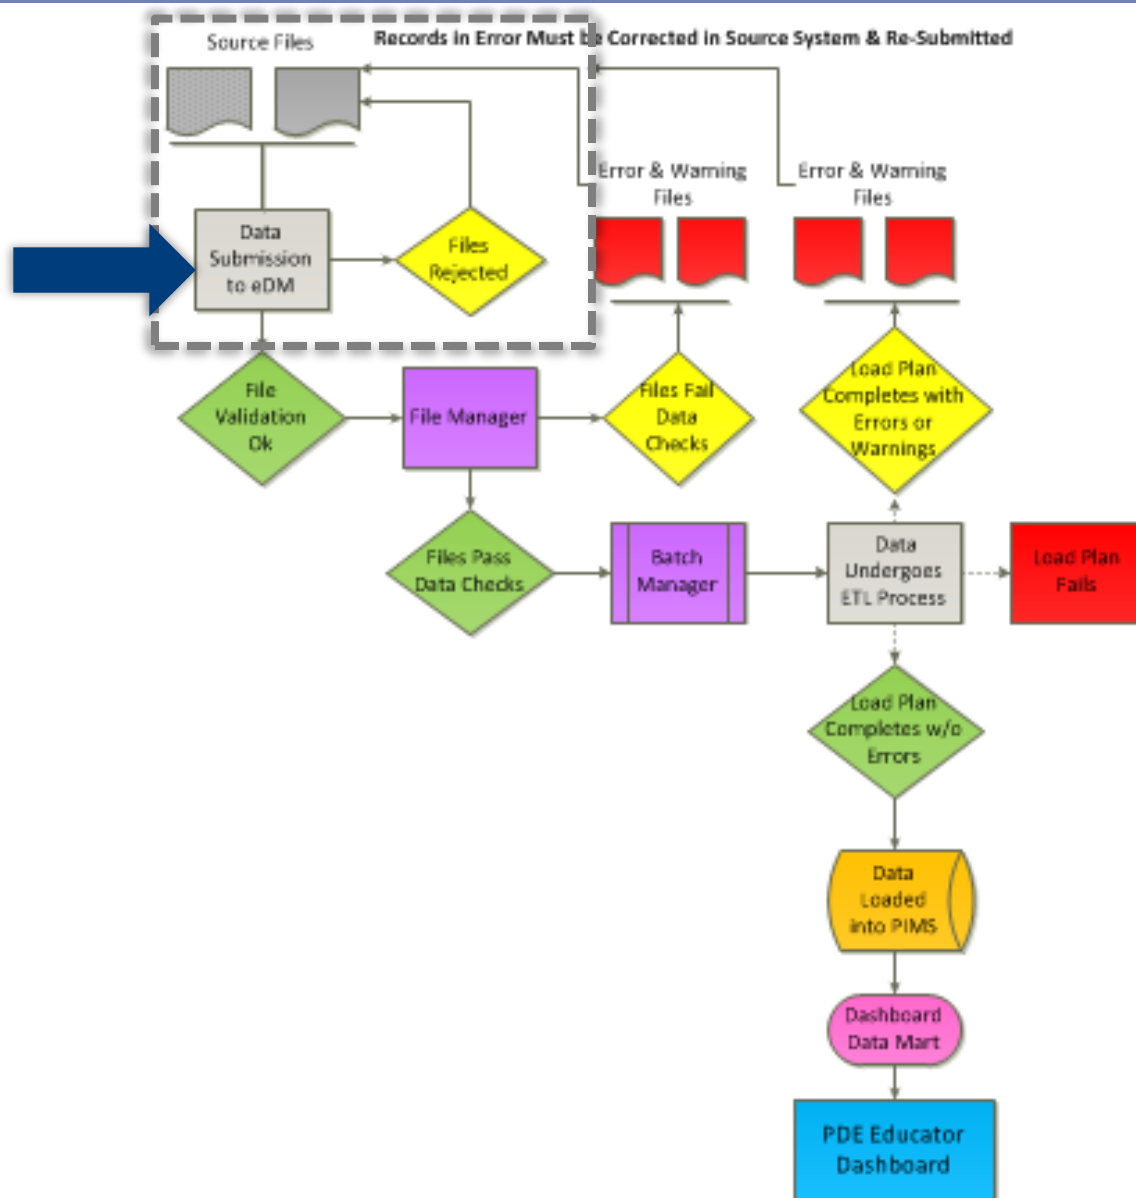 Source Files
Records in Error Must be Corrected in Source System & Re-Submitted
Error & Warning
Files
Error & Warning
Files
Data
Submission
to eDM
Files
Rejected
File
Validation
Ok
File Manager
Files Fail
Data
Checks
Load Plan
Completes with
Errors or
Warnings
Files Pass
Data Checks
Batch
Manager
Data
Undergoes
ETL Process
Load Plan
Fails
Load Plan
Completes w/o
Errors
Data
Loaded
into PIMS
Dashboard
Data Mart
PDE Educator
Dashboard